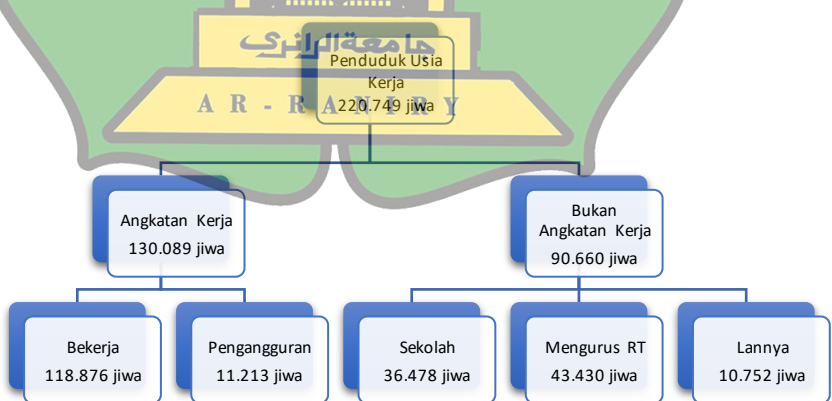 جامعة الرانري
Penduduk Usia
Kerja
220.749 jiwa
AR-RANIRY
Angkatan Kerja
130.089 jiwa
Bukan
Angkatan Kerja
90.660 jiwa
Bekerja
118.876 jiwa
Pengangguran
11.213 jiwa
Sekolah
36.478 jiwa
Mengurus RT
43.430 jiwa
Lannya
10.752 jiwa